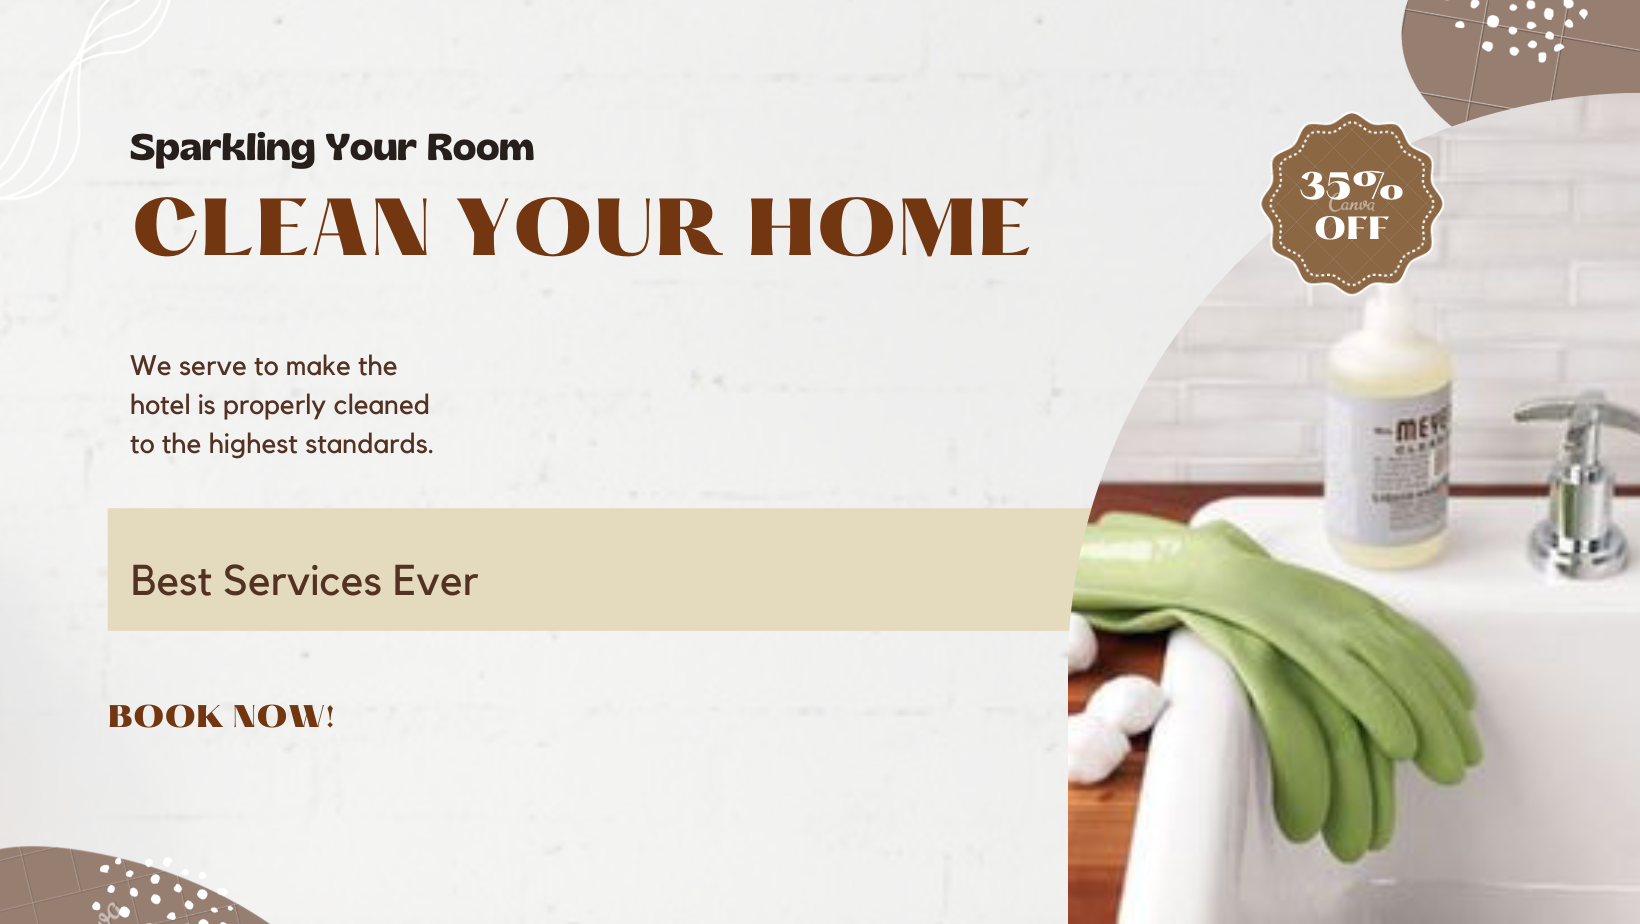 Sparkling Your Room
CLEAN YOUR HOME
35%
Canva
OFF
We serve to make the
hotel is properly cleaned
to the highest standards.
Best Services Ever
BOOK NOW!